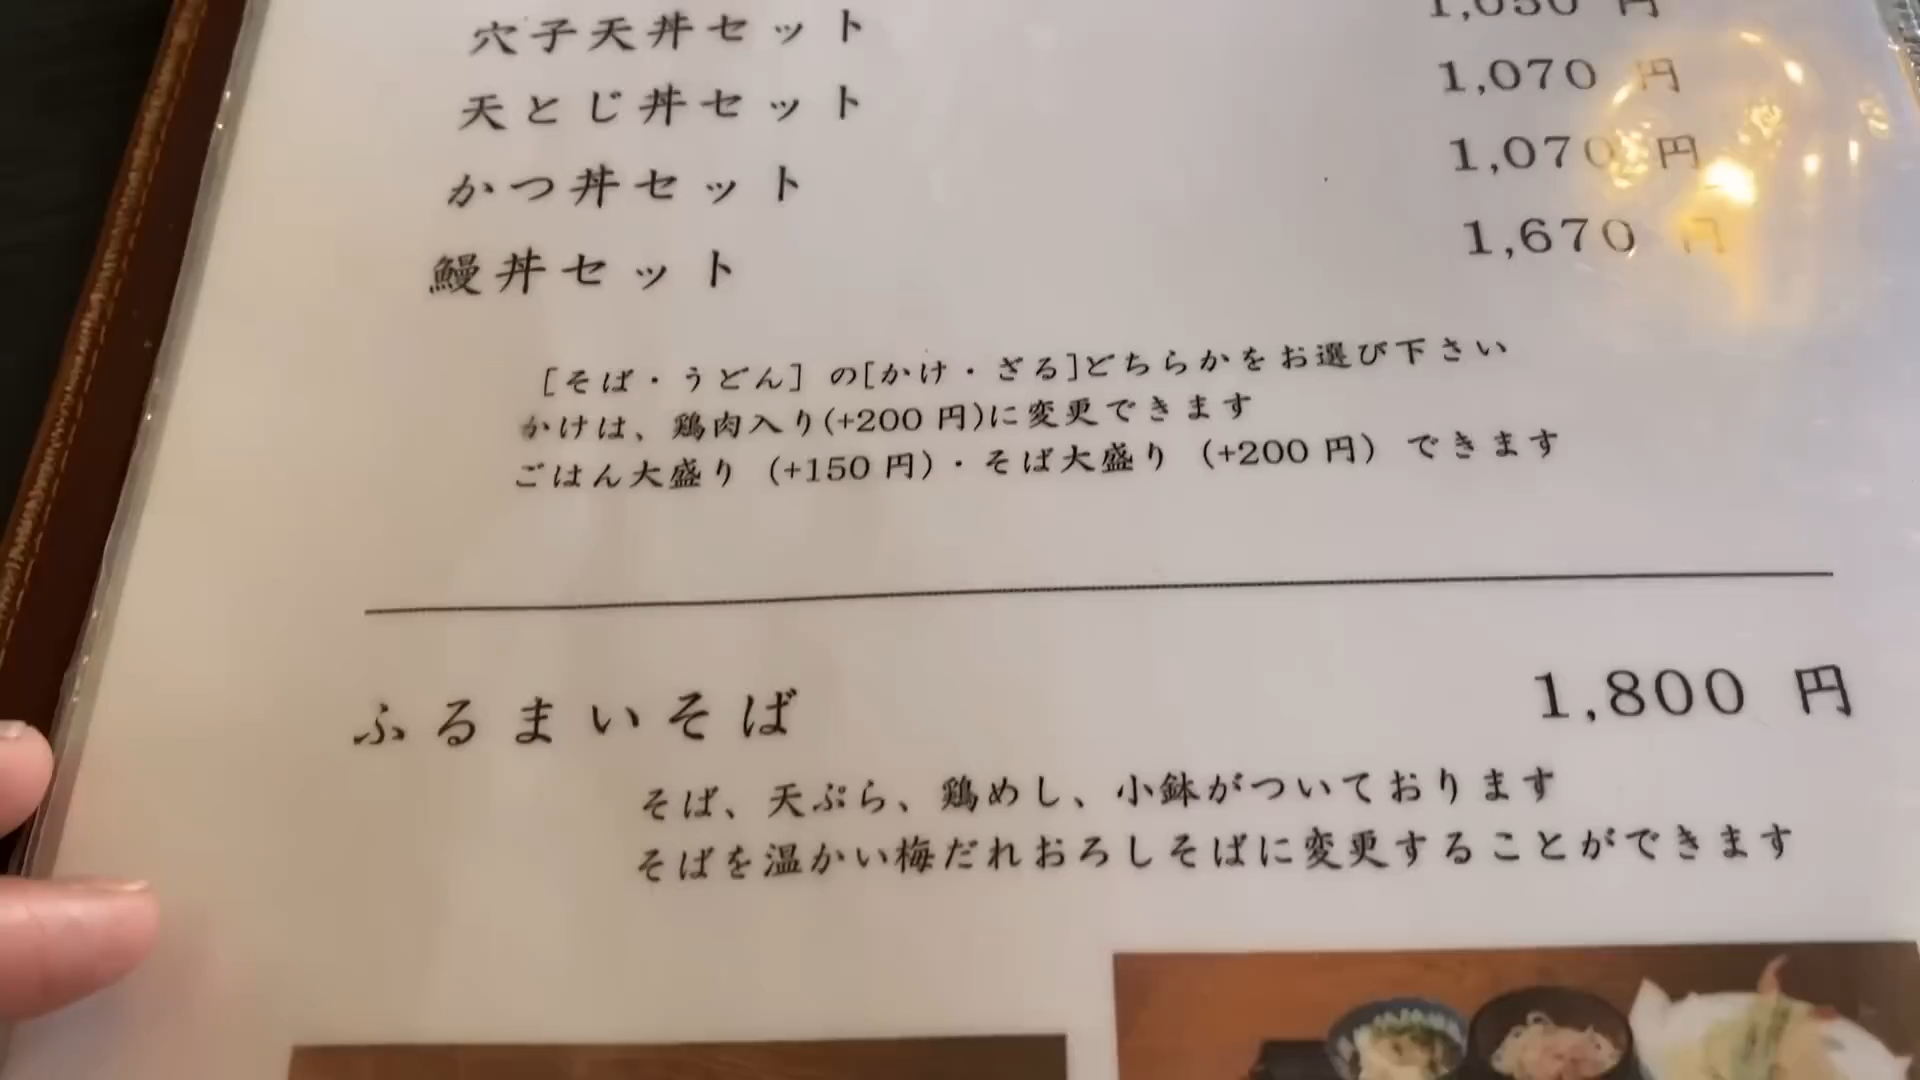 穴子天丼セット 1,050 円
天とじ丼セット 1,070 円
かつ丼セット 1,070 円
鰻丼セット 1,670 円
[そば・うどん] の[かけ・ざる]どちらかをお選び下さい
かけは、鶏肉入り(+200 円)に変更できます
ごはん大盛り (+150 円)・そば大盛り (+200 円) できます
ふるまいそば 1,800 円
そば、天ぷら、鶏めし、小鉢がついております
そばを温かい梅だれおろしそばに変更することができます